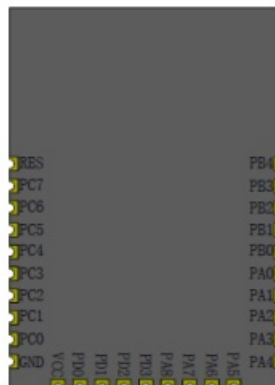 RES PB4
PC7 PB3
PC6 PB2
PC5 PB1
PC4 PB0
PC3 PA0
PC2 PA1
PC1 PA2
PC0 PA3
GND PA4
VCC PD0 PD1 PD2 PD3 PA8 PA7 PA6 PA5